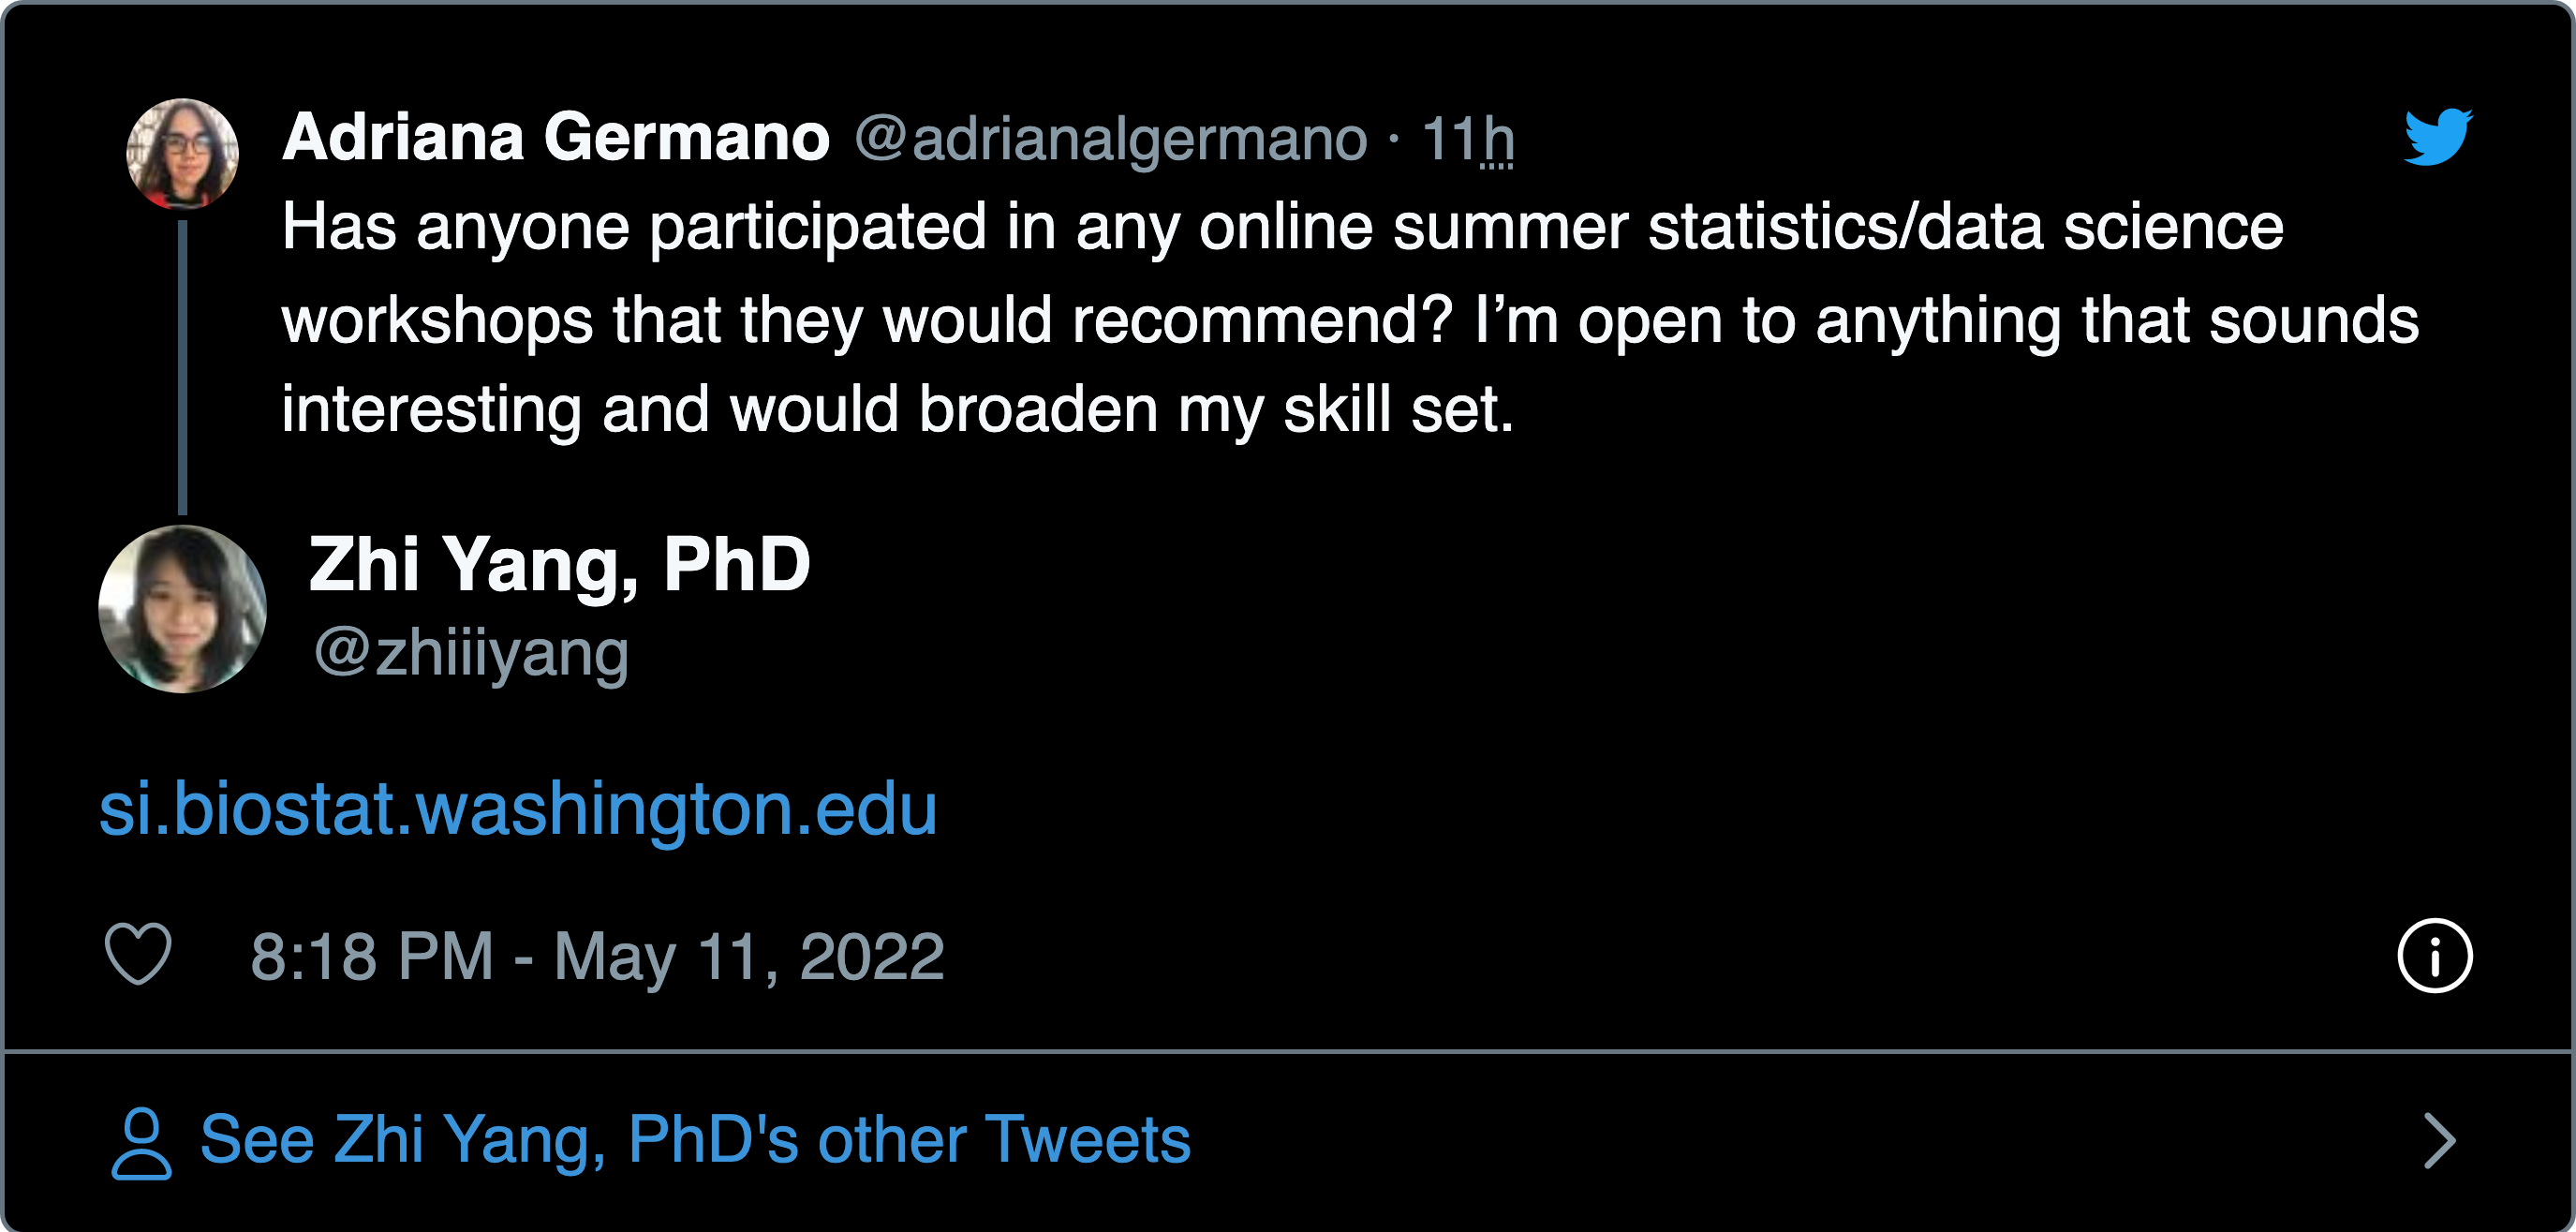 Adriana Germano @adrianalgermano · 11h
Has anyone participated in any online summer statistics/data science
workshops that they would recommend? I’m open to anything that sounds
interesting and would broaden my skill set.
Zhi Yang, PhD
@zhiiiyang
si.biostat.washington.edu
8:18 PM - May 11, 2022
See Zhi Yang, PhD's other Tweets